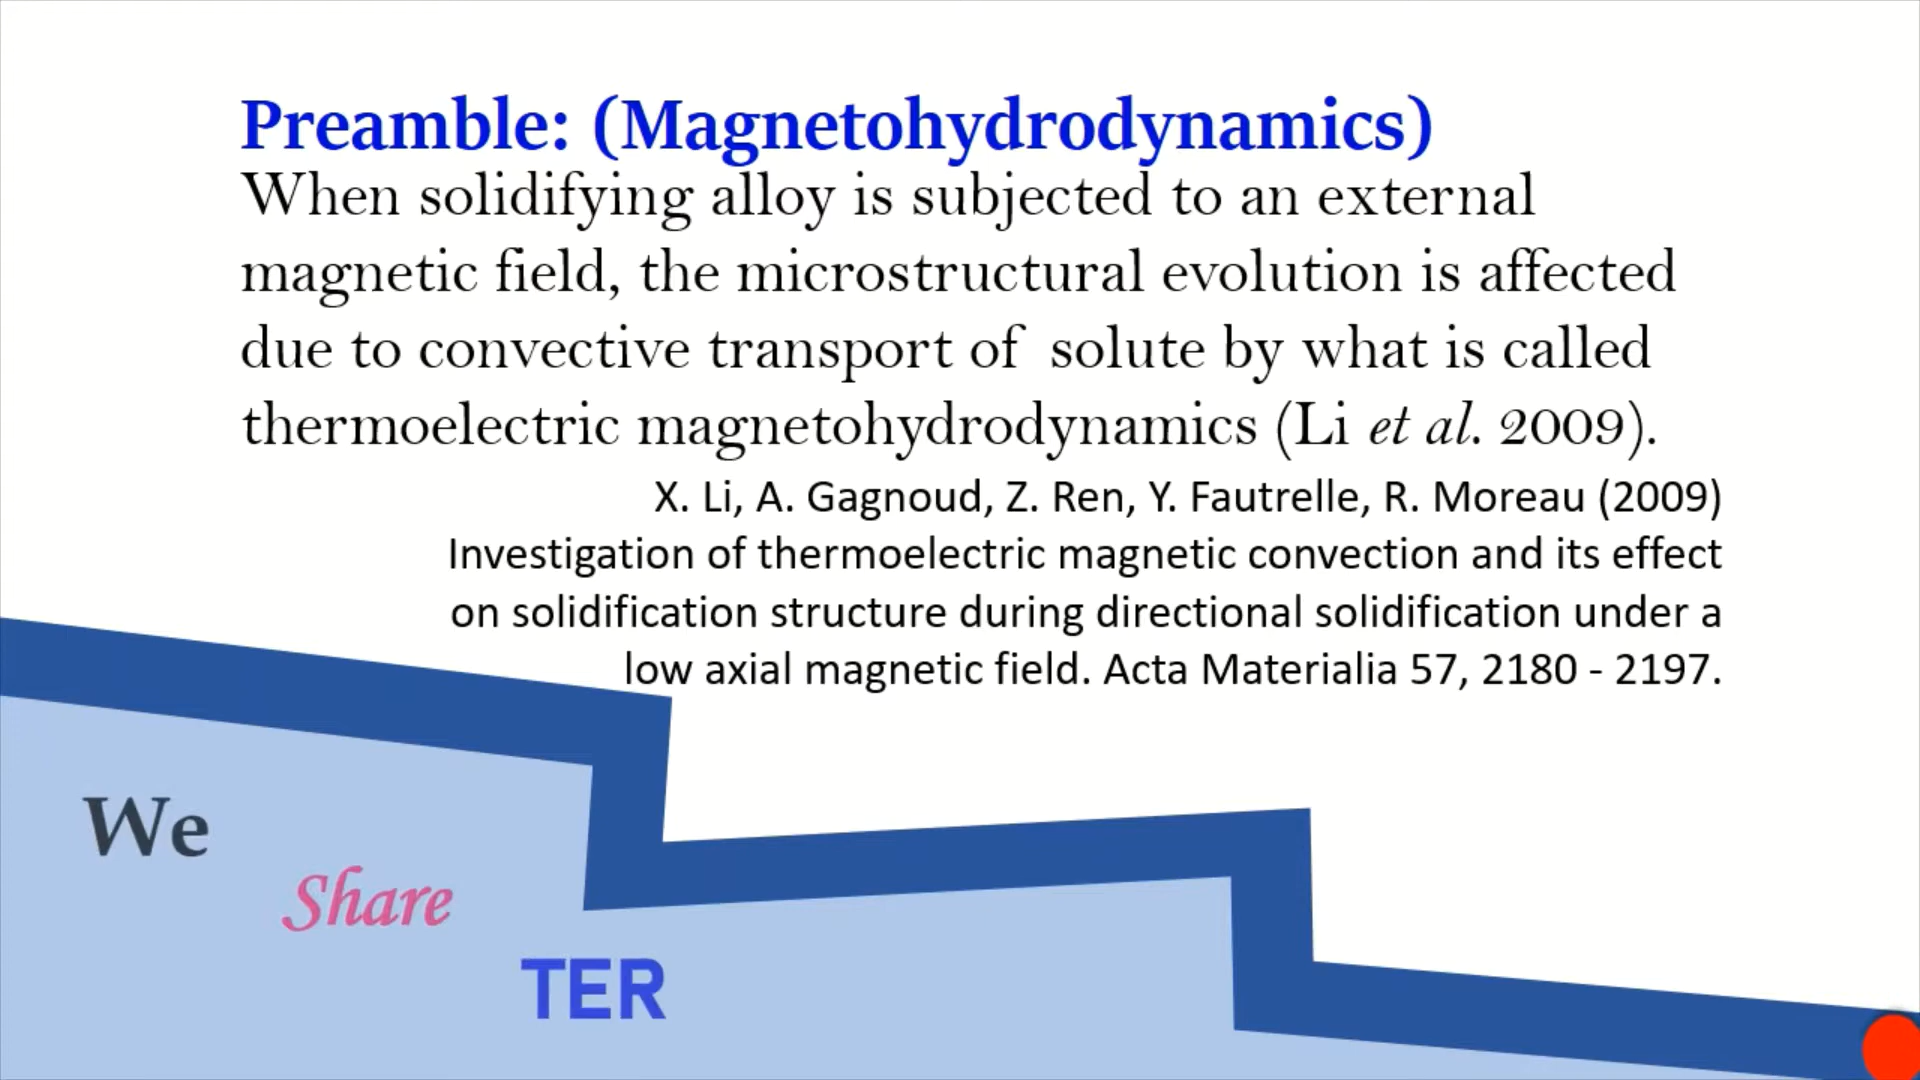 Preamble: (Magnetohydrodynamics)
When solidifying alloy is subjected to an external
magnetic field, the microstructural evolution is affected
due to convective transport of solute by what is called
thermoelectric magnetohydrodynamics (Li et al. 2009).
X. Li, A. Gagnoud, Z. Ren, Y. Fautrelle, R. Moreau (2009)
Investigation of thermoelectric magnetic convection and its effect
on solidification structure during directional solidification under a
low axial magnetic field. Acta Materialia 57, 2180 - 2197.
We
Share
TER